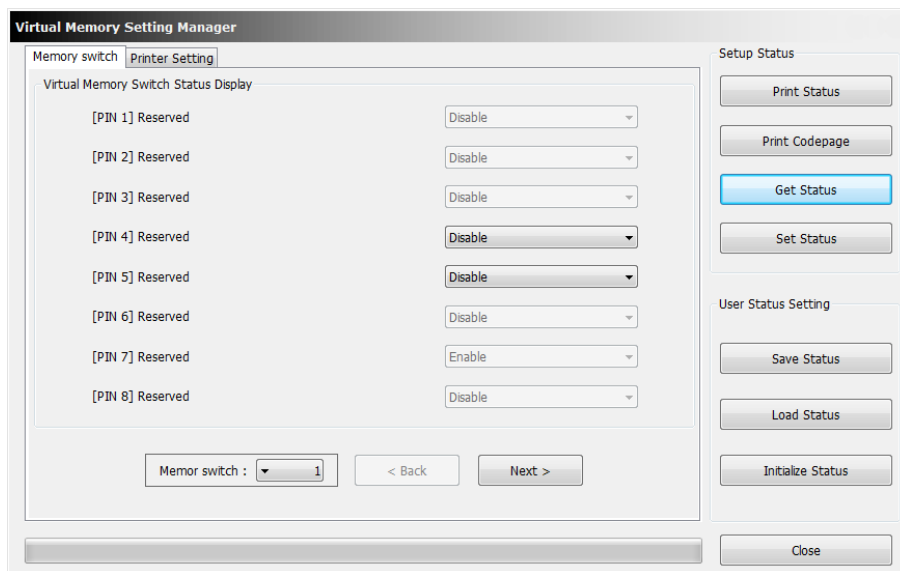 Virtual Memory Setting Manager
Memory switch
Printer Setting
Virtual Memory Switch Status Display
[PIN 1] Reserved Disable
[PIN 2] Reserved Disable
[PIN 3] Reserved Disable
[PIN 4] Reserved Disable
[PIN 5] Reserved Disable
[PIN 6] Reserved Disable
[PIN 7] Reserved Enable
[PIN 8] Reserved Disable
Memor switch : 1
< Back
Next >
Setup Status
Print Status
Print Codepage
Get Status
Set Status
User Status Setting
Save Status
Load Status
Initialize Status
Close